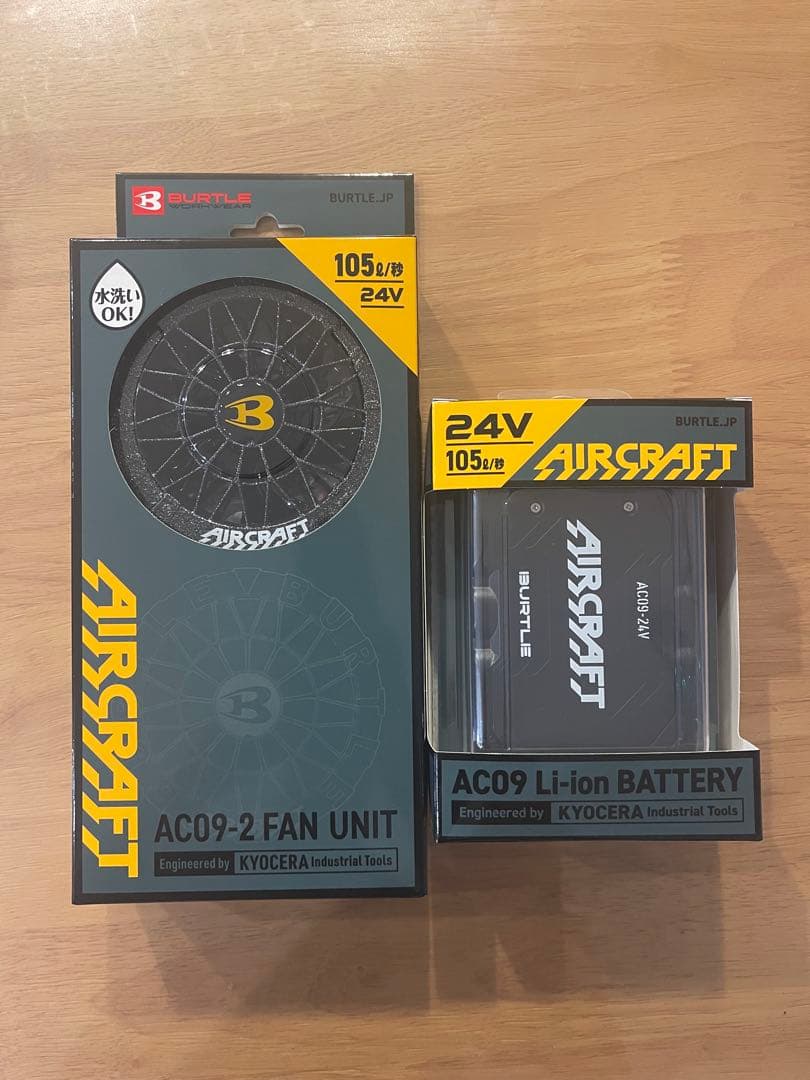 BURTLE
WORKWEAR
BURTLE.JP
105ℓ/秒
24V
水洗い
OK!
B
AIRCRAFT
AIRCRAFT
BURTLE
B
AC09-2 FAN UNIT
Engineered by KYOCERA Industrial Tools
24V
105ℓ/秒
AIRCRAFT
BURTLE.JP
AIRCRAFT
BURTLE
AC09-24V
AC09 Li-ion BATTERY
Engineered by KYOCERA Industrial Tools